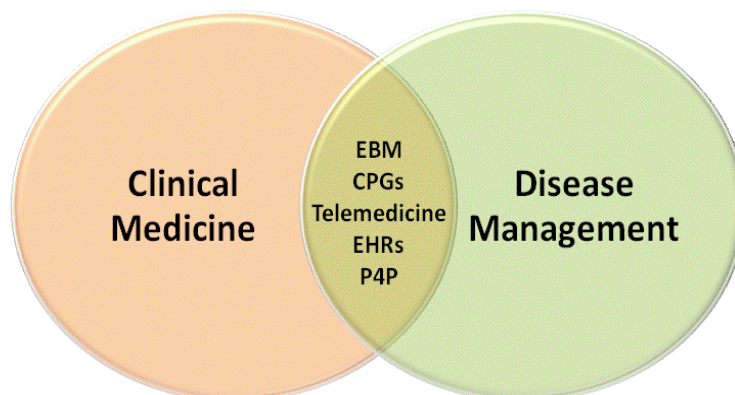 Clinical
Medicine
EBM
CPGs
Telemedicine
EHRs
P4P
Disease
Management